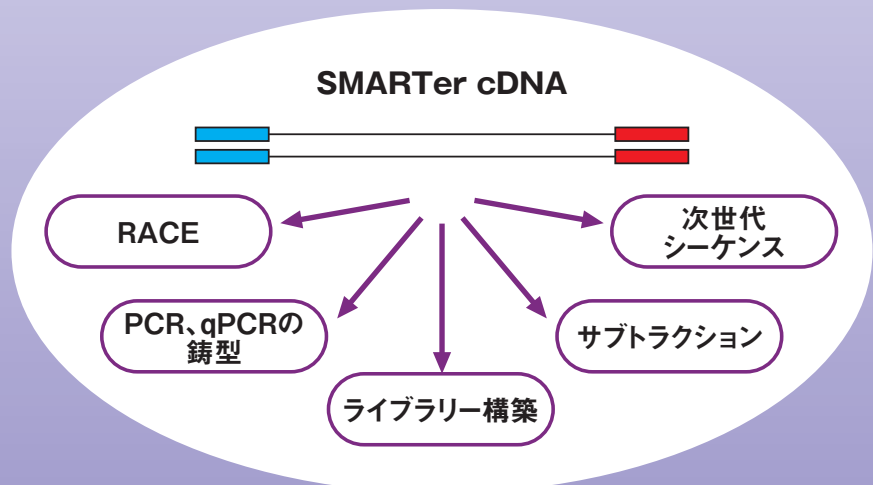 SMARTer cDNA
RACE
次世代
シーケンス
PCR、qPCRの
鋳型
サブトラクション
ライブラリー構築